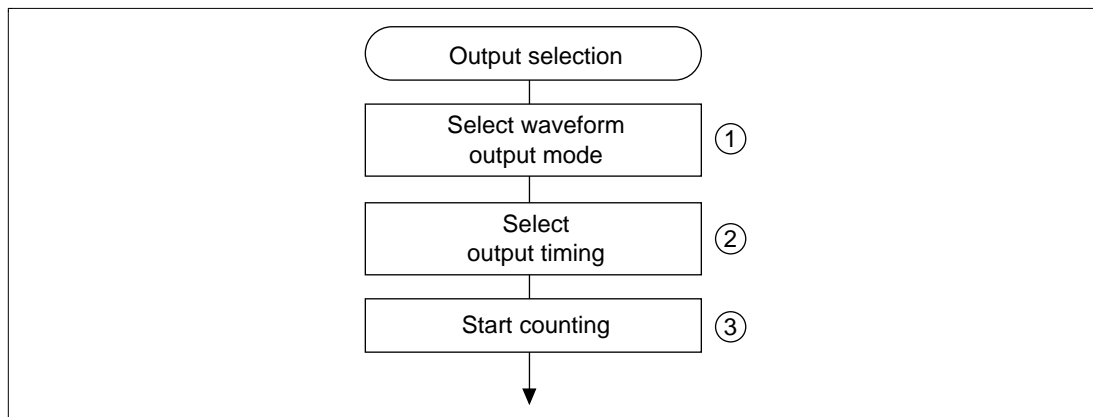 Output selection
Select waveform
output mode
①
Select
output timing
②
Start counting
③